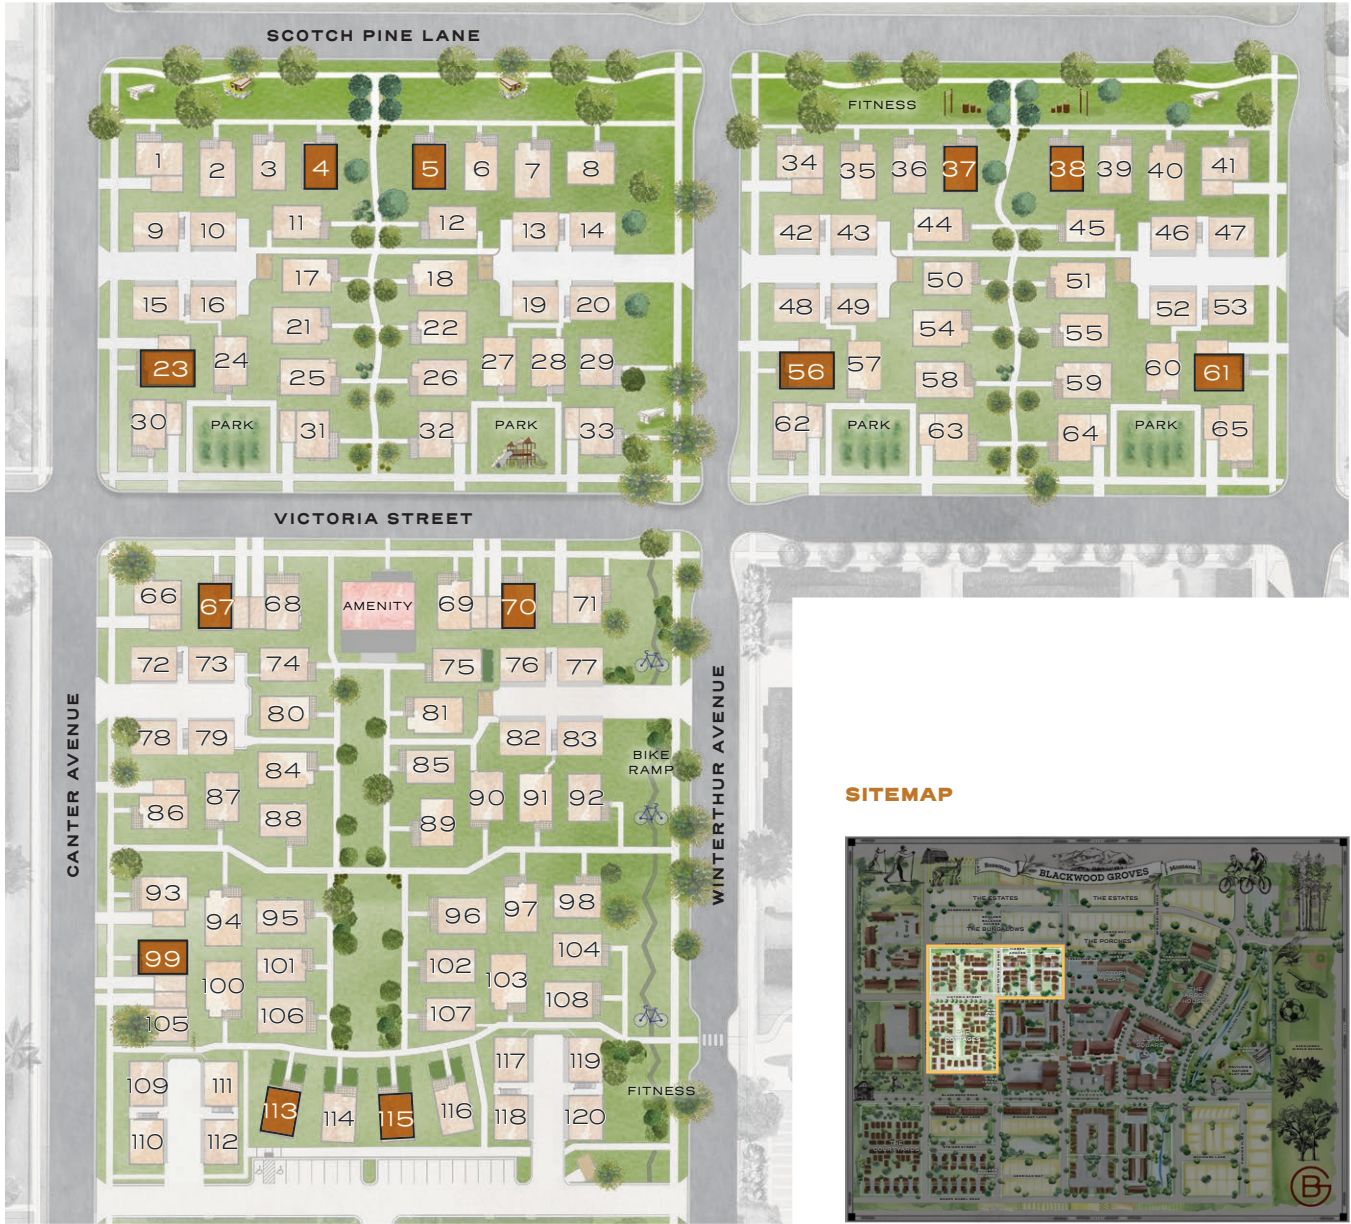 SCOTCH PINE LANE
FITNESS
1 2 3 4 5 6 7 8
34 35 36 37 38 39 40 41
9 10 11 12 13 14
42 43 44 45 46 47
17 18
50 51
15 16 19 20
48 49 52 53
21 22
54 55
23 24 25 26 27 28 29
56 57 58 59 60 61
30 PARK 31 32 PARK 33
62 PARK 63 64 PARK 65
VICTORIA STREET
66 67 68 AMENITY 69 70 71
72 73 74 75 76 77
80 81
78 79 82 83
84 85
BIKE
RAMP
86 87 88 89 90 91 92
CANTER AVENUE
WINTERTHUR AVENUE
93 94 95 96 97 98
99 100 101 102 103 104
105 106 107 108
109 111 117 119
113 114 115 116
FITNESS
110 112 118 120
SITEMAP
Bozeman BLACKWOOD GROVES Montana
THE ESTATES THE ESTATES
THE BUNGALOWS
THE PORCHES
VICTORIA STREET
B